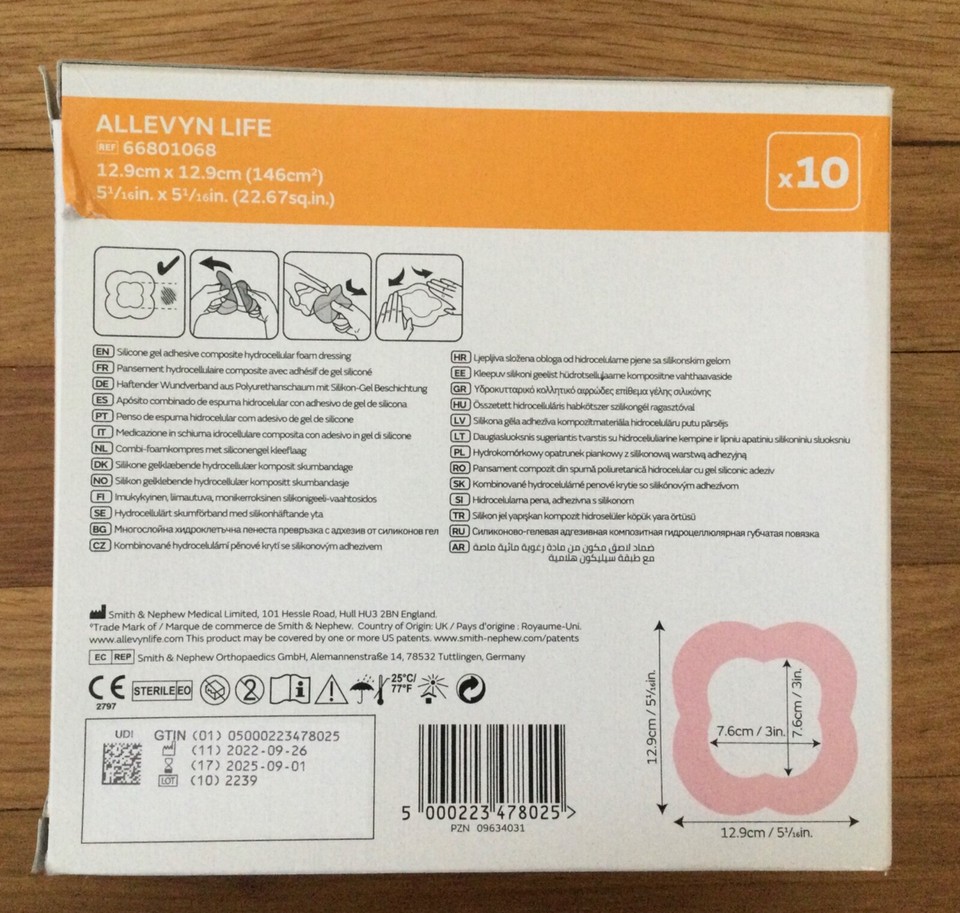 ALLEVYN LIFE
REF 66801068
12.9cm x 12.9cm (146cm²)
5¹/₁₆in. x 5¹/₁₆in. (22.67sq.in.)
x10
EN Silicone gel adhesive composite hydrocellular foam dressing
FR Pansement hydrocellulaire composite avec adhésif de gel siliconé
DE Haftender Wundverband aus Polyurethanschaum mit Silikon-Gel Beschichtung
ES Apósito combinado de espuma hidrocelular con adhesivo de gel de silicona
PT Penso de espuma hidrocelular com adesivo de gel de silicone
IT Medicazione in schiuma idrocellulare composita con adesivo in gel di silicone
NL Combi-foamkompres met siliconengel kleeflaag
DK Silikone gelklæbende hydrocellulær komposit skumbandage
NO Silikon gelklebende hydrocellulær kompositt skumbandasje
FI Imukykyinen, liimautuva, monikerroksinen silikonigeeli-vaahtosidos
SE Hydrocellulärt skumförband med silikonhäftande yta
BG Многослойна хидроклетъчна пенеста превръзка с адхезив от силиконов гел
CZ Kombinované hydrocelulární pěnové krytí se silikonovým adhezivem
HR Ljepljiva složena obloga od hidrocelularne pjene sa silikonskim gelom
EE Kleepuv silikoni geelist hüdrotsellulaarne komposiitne vahthaavaside
GR Υδροκυτταρικό κολλητικό αφρώδες επίθεμα γέλης σιλικόνης
HU Összetett hidrocelluláris habkötszer szilikongél ragasztóval
LV Silikona gēla adhezīva kompozītmateriāla hidrocelulāru putu pārsējs
LT Daugiasluoksnis sugeriantis tvarstis su hidroceliuliarine kempine ir lipniu apatiniu silikoniniu sluoksniu
PL Hydrokomórkowy opatrunek piankowy z silikonową warstwą adhezyjną
RO Pansament compozit din spumă poliuretanică hidrocelular cu gel siliconic adeziv
SK Kombinované hydrocelulárné penové krytie so silikónovým adhezívom
SI Hidrocelularna pena, adhezivna s silikonom
TR Silikon jel yapışkan kompozit hidroselüler köpük yara örtüsü
RU Силиконово-гелевая адгезивная композитная гидроцеллюлярная губчатая повязка
AR ضماد لاصق مكون من مادة رغوية مائية ماصة
مع طبقة سيليكون هلامية
Smith & Nephew Medical Limited, 101 Hessle Road, Hull HU3 2BN England.
°Trade Mark of / Marque de commerce de Smith & Nephew. Country of Origin: UK / Pays d'origine : Royaume-Uni.
www.allevynlife.com This product may be covered by one or more US patents. www.smith-nephew.com/patents
EC REP Smith & Nephew Orthopaedics GmbH, Alemannenstraße 14, 78532 Tuttlingen, Germany
CE 2797
STERILE EO
2
i
25°C/
77°F
UDI GTIN (01) 05000223478025
(11) 2022-09-26
(17) 2025-09-01
LOT (10) 2239
5 000223 478025 >
PZN 09634031
12.9cm / 5¹/₁₆in.
7.6cm / 3in.
7.6cm / 3in.
12.9cm / 5¹/₁₆in.